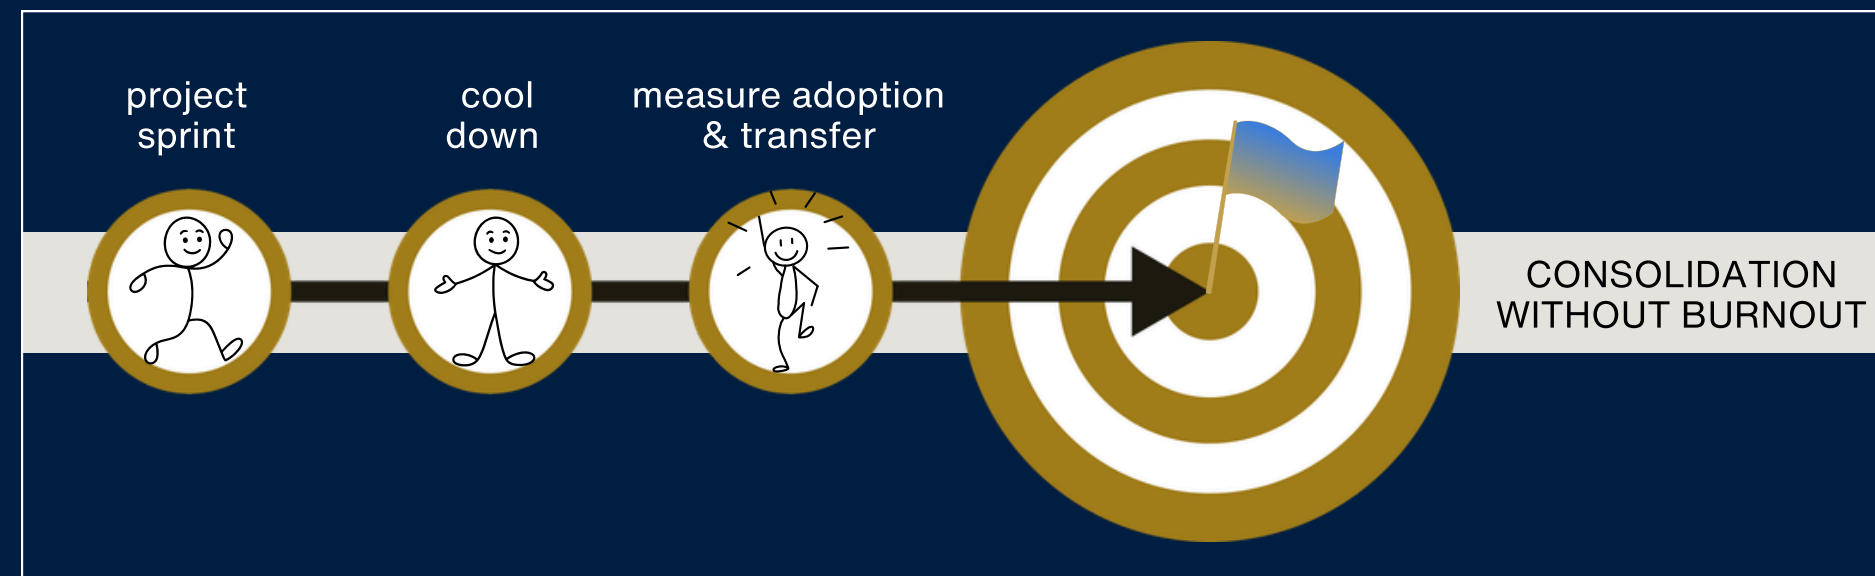 project
sprint
cool
down
measure adoption
& transfer
CONSOLIDATION
WITHOUT BURNOUT